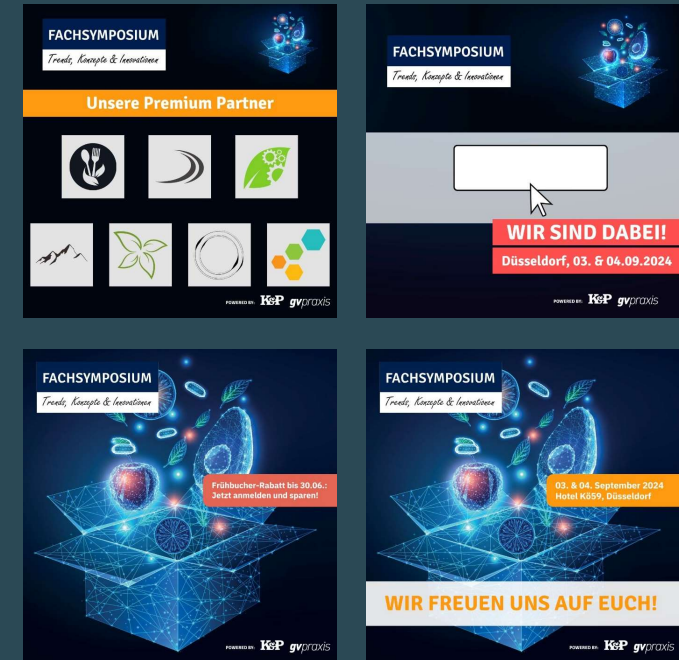 FACHSYMPOSIUM
Trends, Konzepte & Innovationen
Unsere Premium Partner
POWERED BY: K&P gvpraxis
FACHSYMPOSIUM
Trends, Konzepte & Innovationen
WIR SIND DABEI!
Düsseldorf, 03. & 04.09.2024
POWERED BY: K&P gvpraxis
FACHSYMPOSIUM
Trends, Konzepte & Innovationen
Frühbucher-Rabatt bis 30.06.:
Jetzt anmelden und sparen!
POWERED BY: K&P gvpraxis
FACHSYMPOSIUM
Trends, Konzepte & Innovationen
03. & 04. September 2024
Hotel Kö59, Düsseldorf
WIR FREUEN UNS AUF EUCH!
POWERED BY: K&P gvpraxis